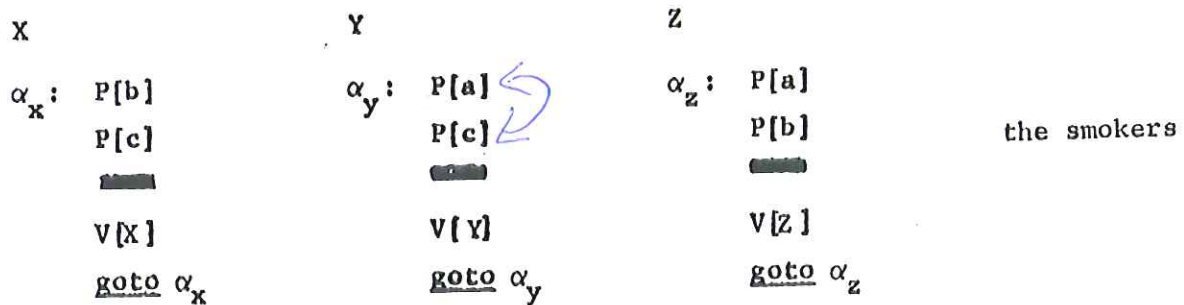 X Y Z
αx: P[b] αy: P[a] αz: P[a]
P[c] P[c] P[b] the smokers
V[X] V[Y] V[Z]
goto αx goto αy goto αz